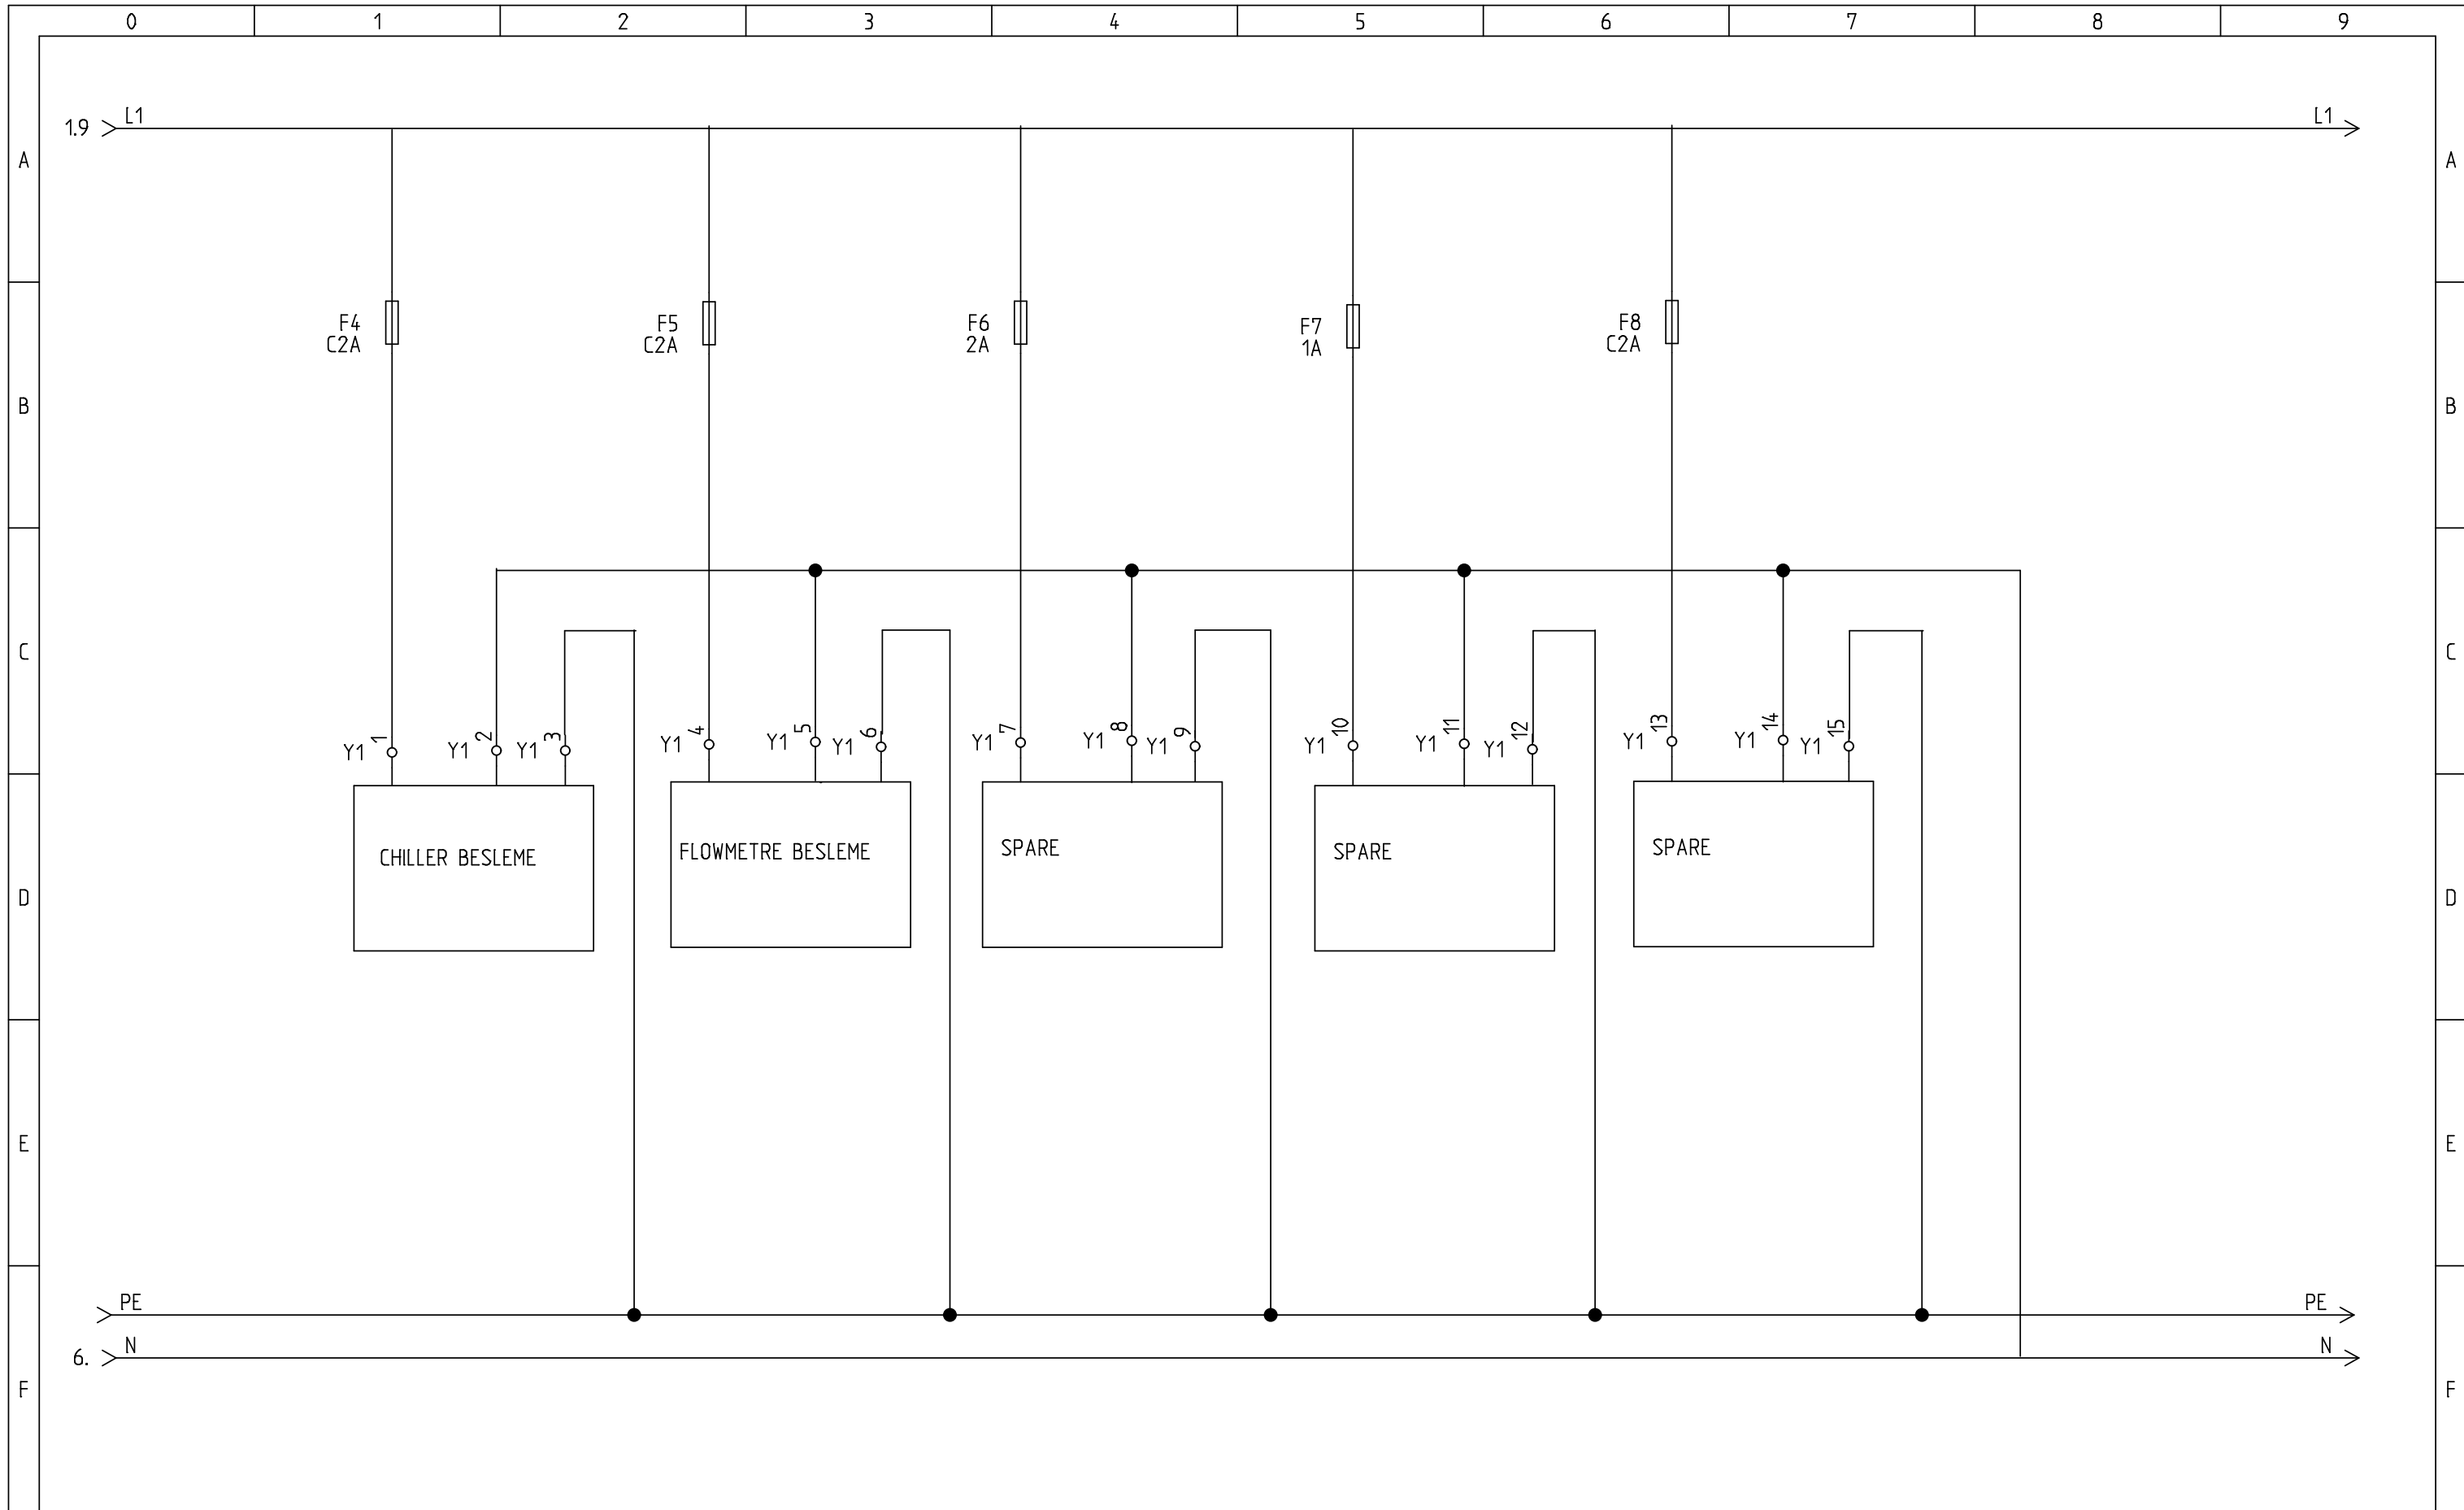 0 1 2 3 4 5 6 7 8 9
L1 L1
1.9
A A
F4 F5 F6 F7 F8
C2A C2A 2A 1A C2A
B B
C C
Y1 1 Y1 2 Y1 3 Y1 4 Y1 5 Y1 6 Y1 7 Y1 8 Y1 9 Y1 10 Y1 11 Y1 12 Y1 13 Y1 14 Y1 15
CHILLER BESLEME FLOWMETRE BESLEME SPARE SPARE SPARE
D D
E E
PE PE
N N
6.
F F